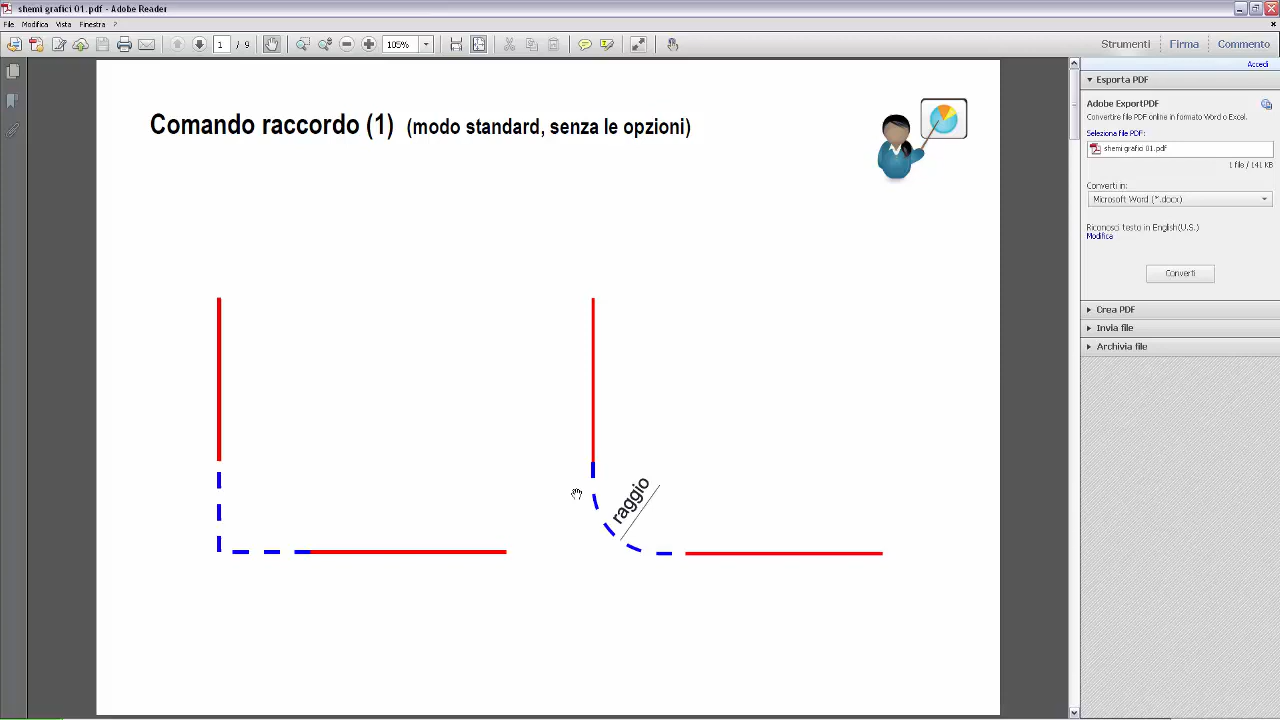 shemi grafici 01.pdf - Adobe Reader
File Modifica Vista Finestra ?
1 / 9 105% Strumenti Firma Commento
Accedi
Esporta PDF
Adobe ExportPDF
Convertire file PDF online in formato Word o Excel.
Seleziona file PDF:
shemi grafici 01.pdf
1 file / 141 KB
Converti in:
Microsoft Word (*.docx)
Riconosci testo in English(U.S.)
Modifica
Converti
Crea PDF
Invia file
Archivia file
Comando raccordo (1) (modo standard, senza le opzioni)
raggio